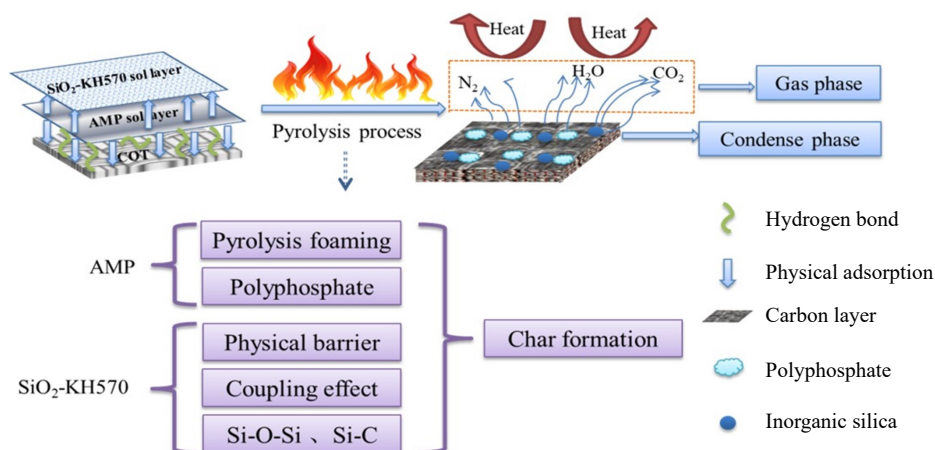 Heat
Heat
SiO₂-KH570 sol layer
AMP sol layer
COT
N₂
H₂O
CO₂
Gas phase
Pyrolysis process
Condense phase
Pyrolysis foaming
AMP
Polyphosphate
Physical barrier
SiO₂-KH570
Coupling effect
Si-O-Si 、 Si-C
Char formation
Hydrogen bond
Physical adsorption
Carbon layer
Polyphosphate
Inorganic silica